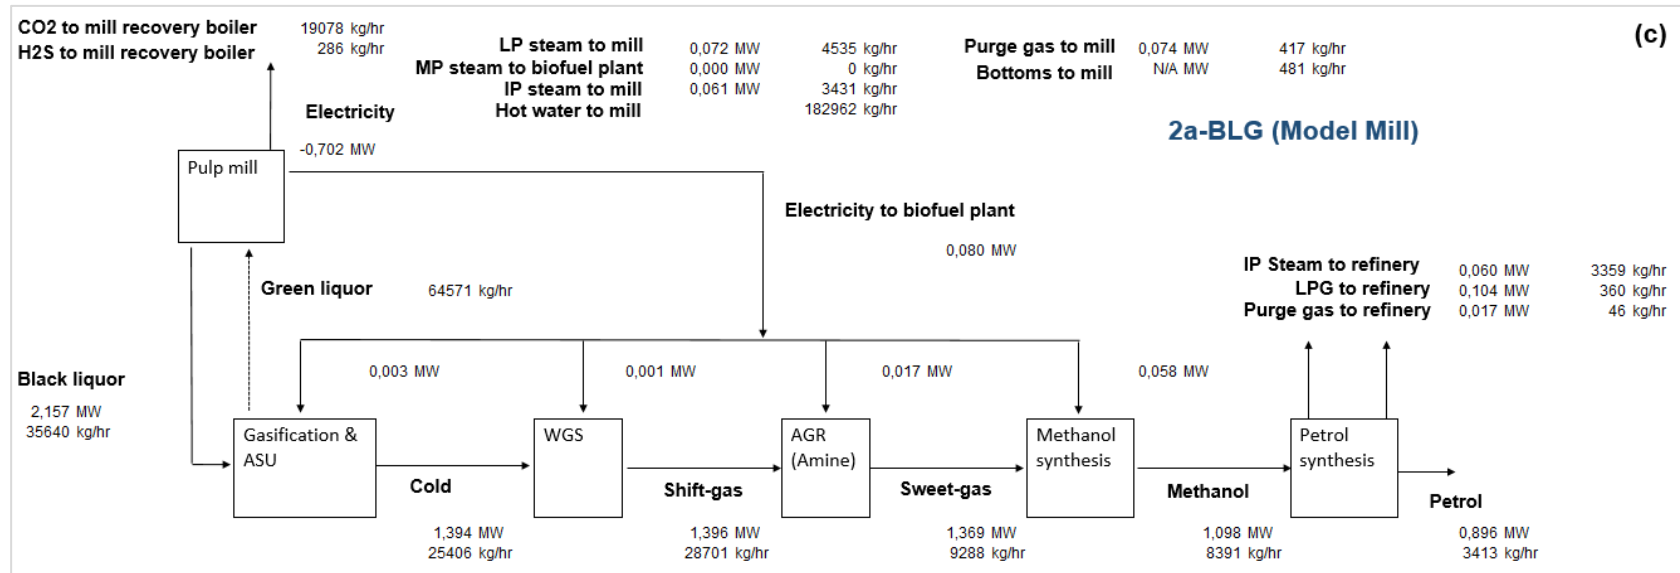 CO2 to mill recovery boiler 19078 kg/hr
H2S to mill recovery boiler 286 kg/hr
LP steam to mill 0,072 MW 4535 kg/hr
MP steam to biofuel plant 0,000 MW 0 kg/hr
IP steam to mill 0,061 MW 3431 kg/hr
Hot water to mill 182962 kg/hr
Purge gas to mill 0,074 MW 417 kg/hr
Bottoms to mill N/A MW 481 kg/hr
(c)
2a-BLG (Model Mill)
Electricity
-0,702 MW
Pulp mill
Electricity to biofuel plant
0,080 MW
Green liquor 64571 kg/hr
IP Steam to refinery 0,060 MW 3359 kg/hr
LPG to refinery 0,104 MW 360 kg/hr
Purge gas to refinery 0,017 MW 46 kg/hr
0,003 MW 0,001 MW 0,017 MW 0,058 MW
Black liquor
2,157 MW
35640 kg/hr
Gasification &
ASU
WGS
AGR
(Amine)
Methanol
synthesis
Petrol
synthesis
Cold
1,394 MW
25406 kg/hr
Shift-gas
1,396 MW
28701 kg/hr
Sweet-gas
1,369 MW
9288 kg/hr
Methanol
1,098 MW
8391 kg/hr
Petrol
0,896 MW
3413 kg/hr